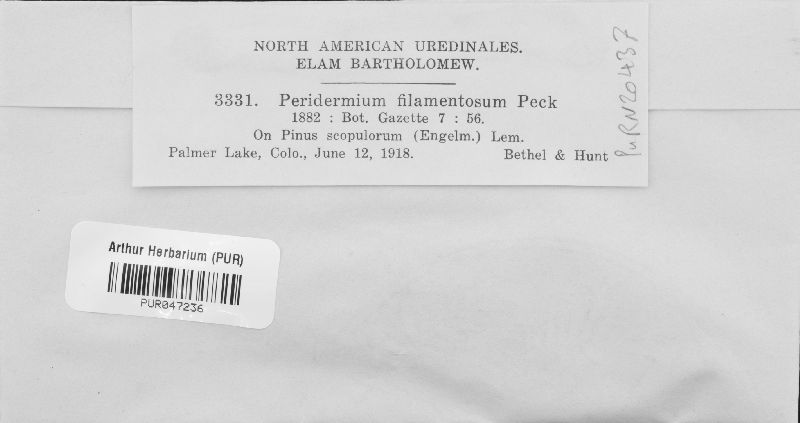 NORTH AMERICAN UREDINALES.
ELAM BARTHOLOMEW.
3331. Peridermium filamentosum Peck
1882 : Bot. Gazette 7 : 56.
On Pinus scopulorum (Engelm.) Lem.
Palmer Lake, Colo., June 12, 1918. Bethel & Hunt
PURN20437
Arthur Herbarium (PUR)
PUR047236